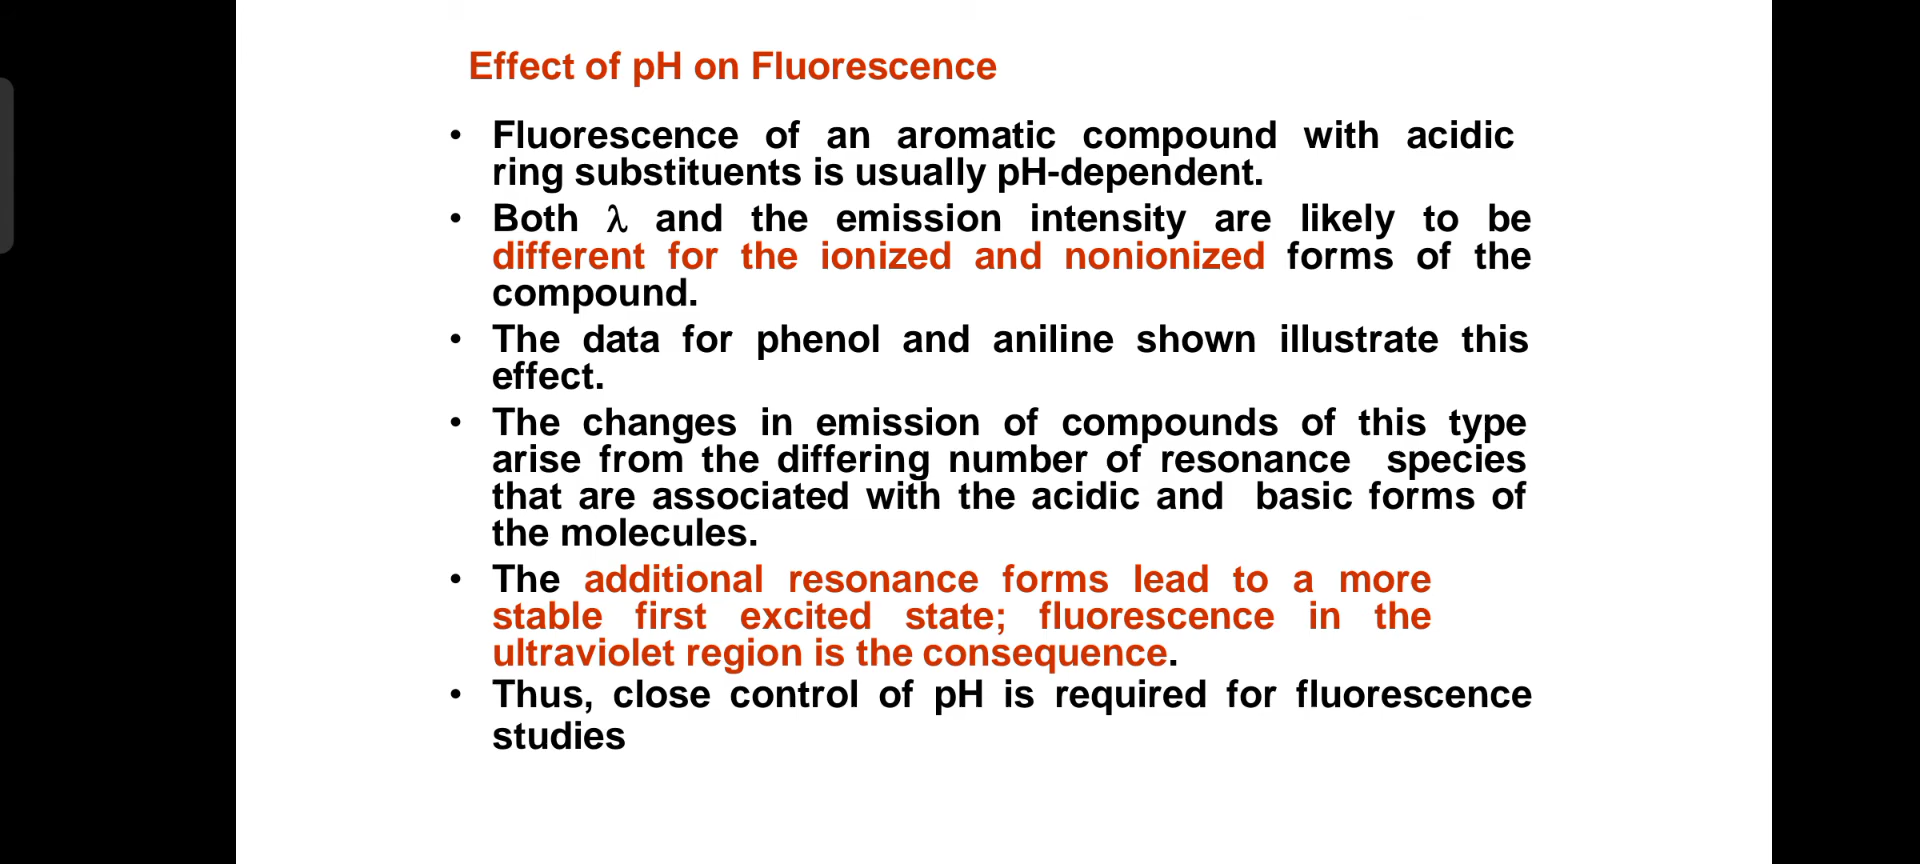 Effect of pH on Fluorescence
• Fluorescence of an aromatic compound with acidic
ring substituents is usually pH-dependent.
• Both λ and the emission intensity are likely to be
different for the ionized and nonionized forms of the
compound.
• The data for phenol and aniline shown illustrate this
effect.
• The changes in emission of compounds of this type
arise from the differing number of resonance species
that are associated with the acidic and basic forms of
the molecules.
• The additional resonance forms lead to a more
stable first excited state; fluorescence in the
ultraviolet region is the consequence.
• Thus, close control of pH is required for fluorescence
studies